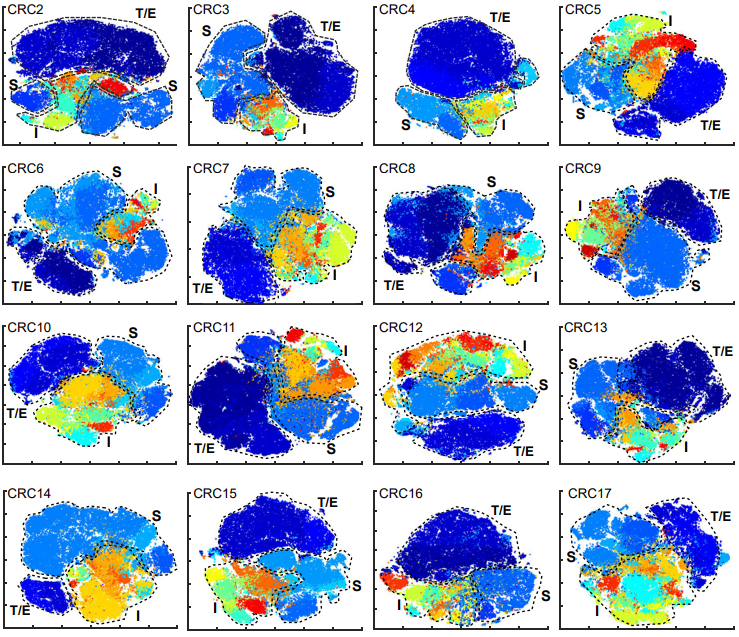 CRC2 T/E S S I
CRC3 S T/E I
CRC4 T/E S I
CRC5 I S T/E
CRC6 S I T/E
CRC7 S T/E I
CRC8 S T/E I
CRC9 I T/E S
CRC10 S T/E I
CRC11 I T/E S
CRC12 I S T/E
CRC13 S T/E I
CRC14 S T/E I
CRC15 T/E S I
CRC16 T/E I S
CRC17 T/E S I